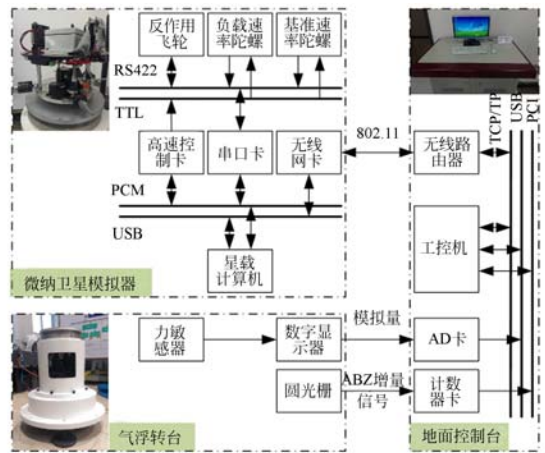 反作用
飞轮
负载速
率陀螺
基准速
率陀螺
RS422
TTL
高速控
制卡
串口卡
无线
网卡
PCM
USB
星载
计算机
微纳卫星模拟器
802.11
TCP/TP
USB
PCI
无线路
由器
工控机
AD卡
计数
器卡
地面控制台
力敏
感器
数字显
示器
模拟量
圆光栅
ABZ增量
信号
气浮转台